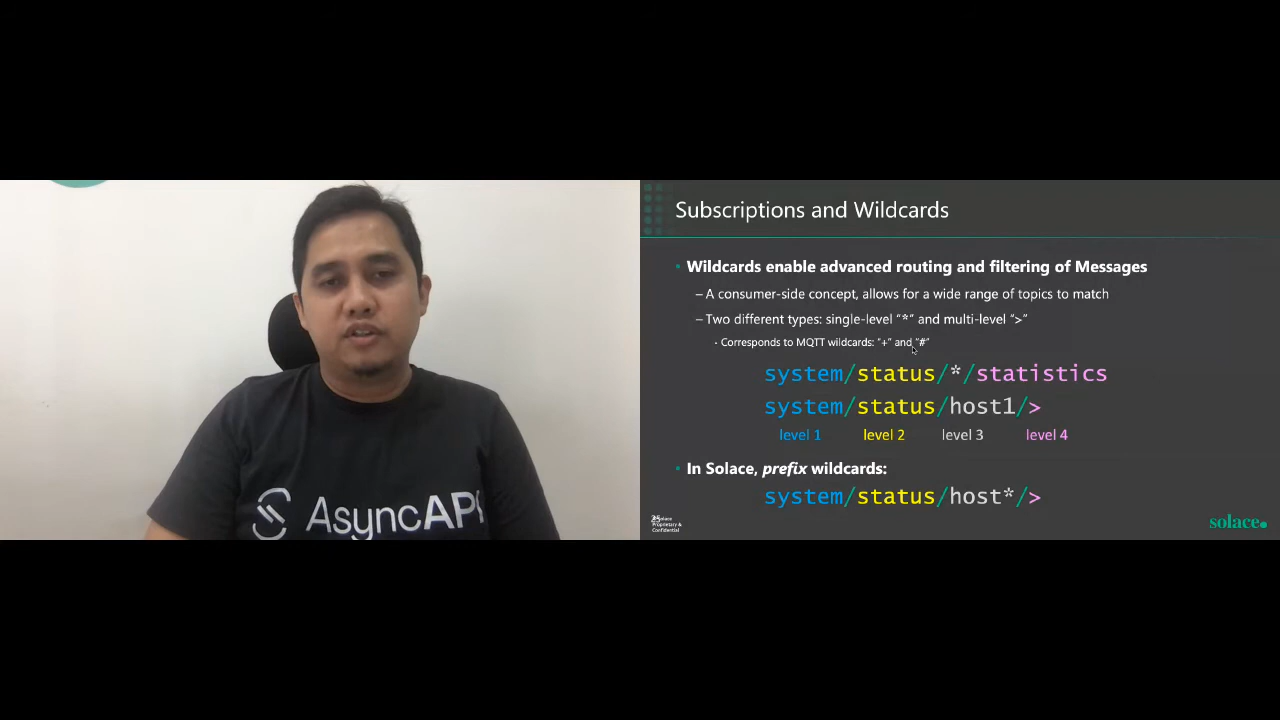 AsyncAPI
Subscriptions and Wildcards
• Wildcards enable advanced routing and filtering of Messages
– A consumer-side concept, allows for a wide range of topics to match
– Two different types: single-level “*” and multi-level “>”
• Corresponds to MQTT wildcards: “+” and “#”
system/status/*/statistics
system/status/host1/>
level 1 level 2 level 3 level 4
• In Solace, prefix wildcards:
system/status/host*/>
Solace
Proprietary &
Confidential
solace.